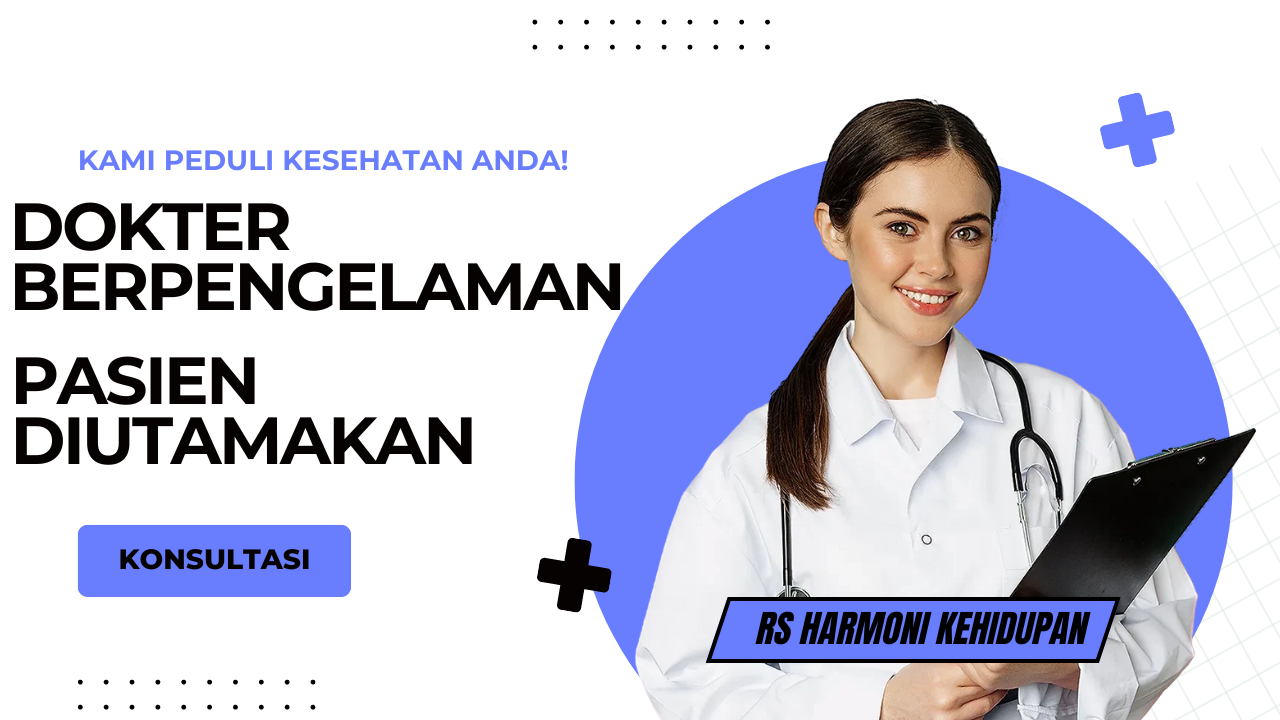 KAMI PEDULI KESEHATAN ANDA!
DOKTER
BERPENGELAMAN
PASIEN
DIUTAMAKAN
KONSULTASI
RS HARMONI KEHIDUPAN